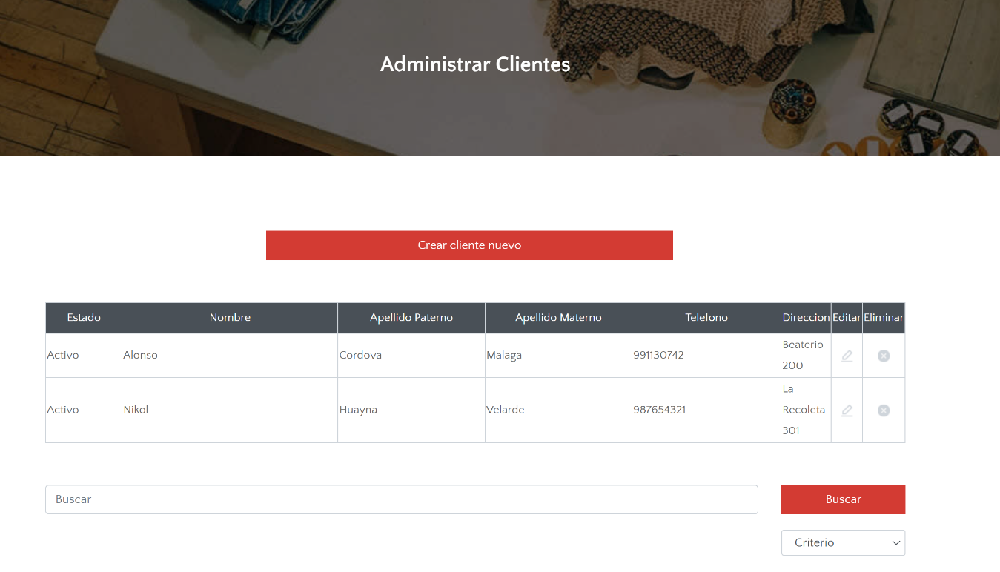 Administrar Clientes
Crear cliente nuevo
Estado Nombre Apellido Paterno Apellido Materno Telefono Direccion Editar Eliminar
Activo Alonso Cordova Malaga 991130742 Beaterio
200
Activo Nikol Huayna Velarde 987654321 La
Recoleta
301
Buscar Buscar
Criterio